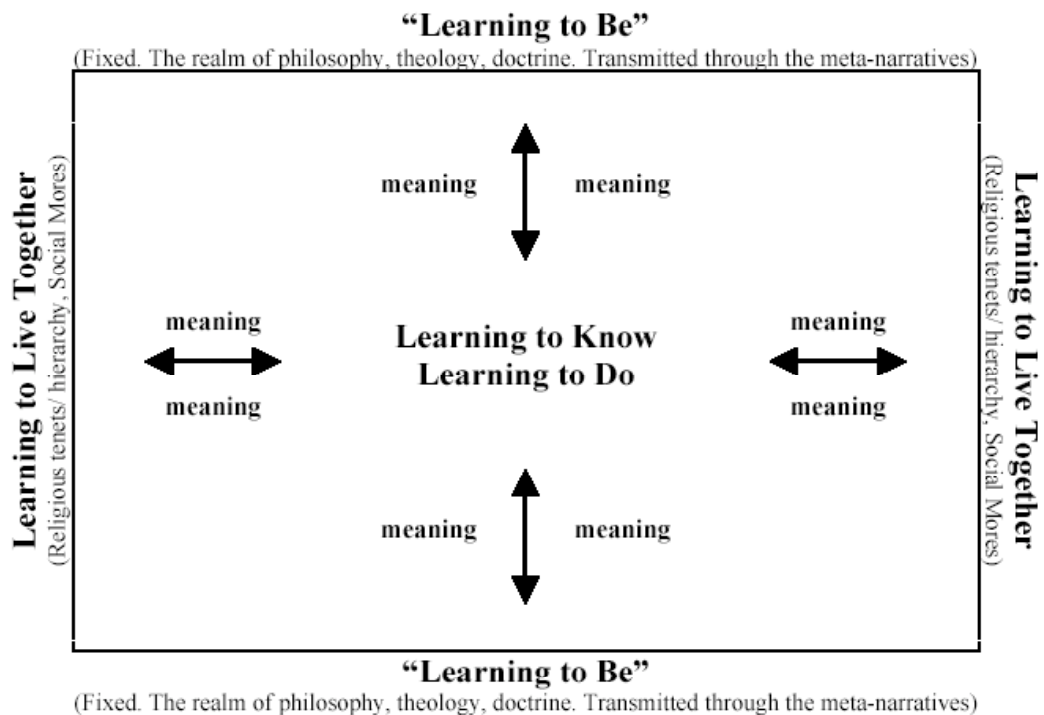 “Learning to Be”
(Fixed. The realm of philosophy, theology, doctrine. Transmitted through the meta-narratives)
Learning to Live Together
(Religious tenets/ hierarchy, Social Mores)
meaning meaning
meaning
meaning
Learning to Know
Learning to Do
meaning
meaning
meaning meaning
Learning to Live Together
(Religious tenets/ hierarchy, Social Mores)
“Learning to Be”
(Fixed. The realm of philosophy, theology, doctrine. Transmitted through the meta-narratives)